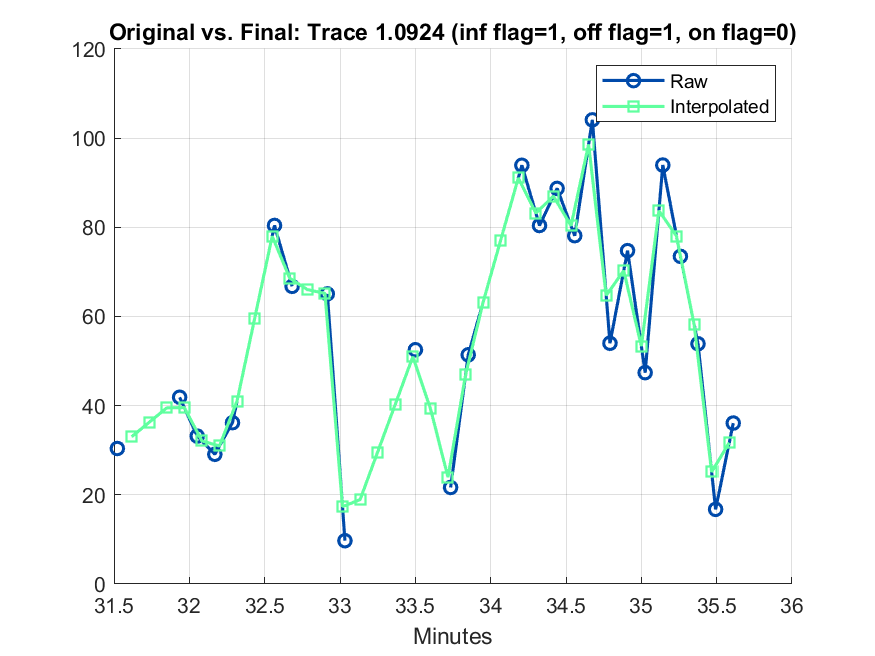 Original vs. Final: Trace 1.0924 (inf flag=1, off flag=1, on flag=0)
120
100
80
60
40
20
0
Raw
Interpolated
31.5 32 32.5 33 33.5 34 34.5 35 35.5 36
Minutes